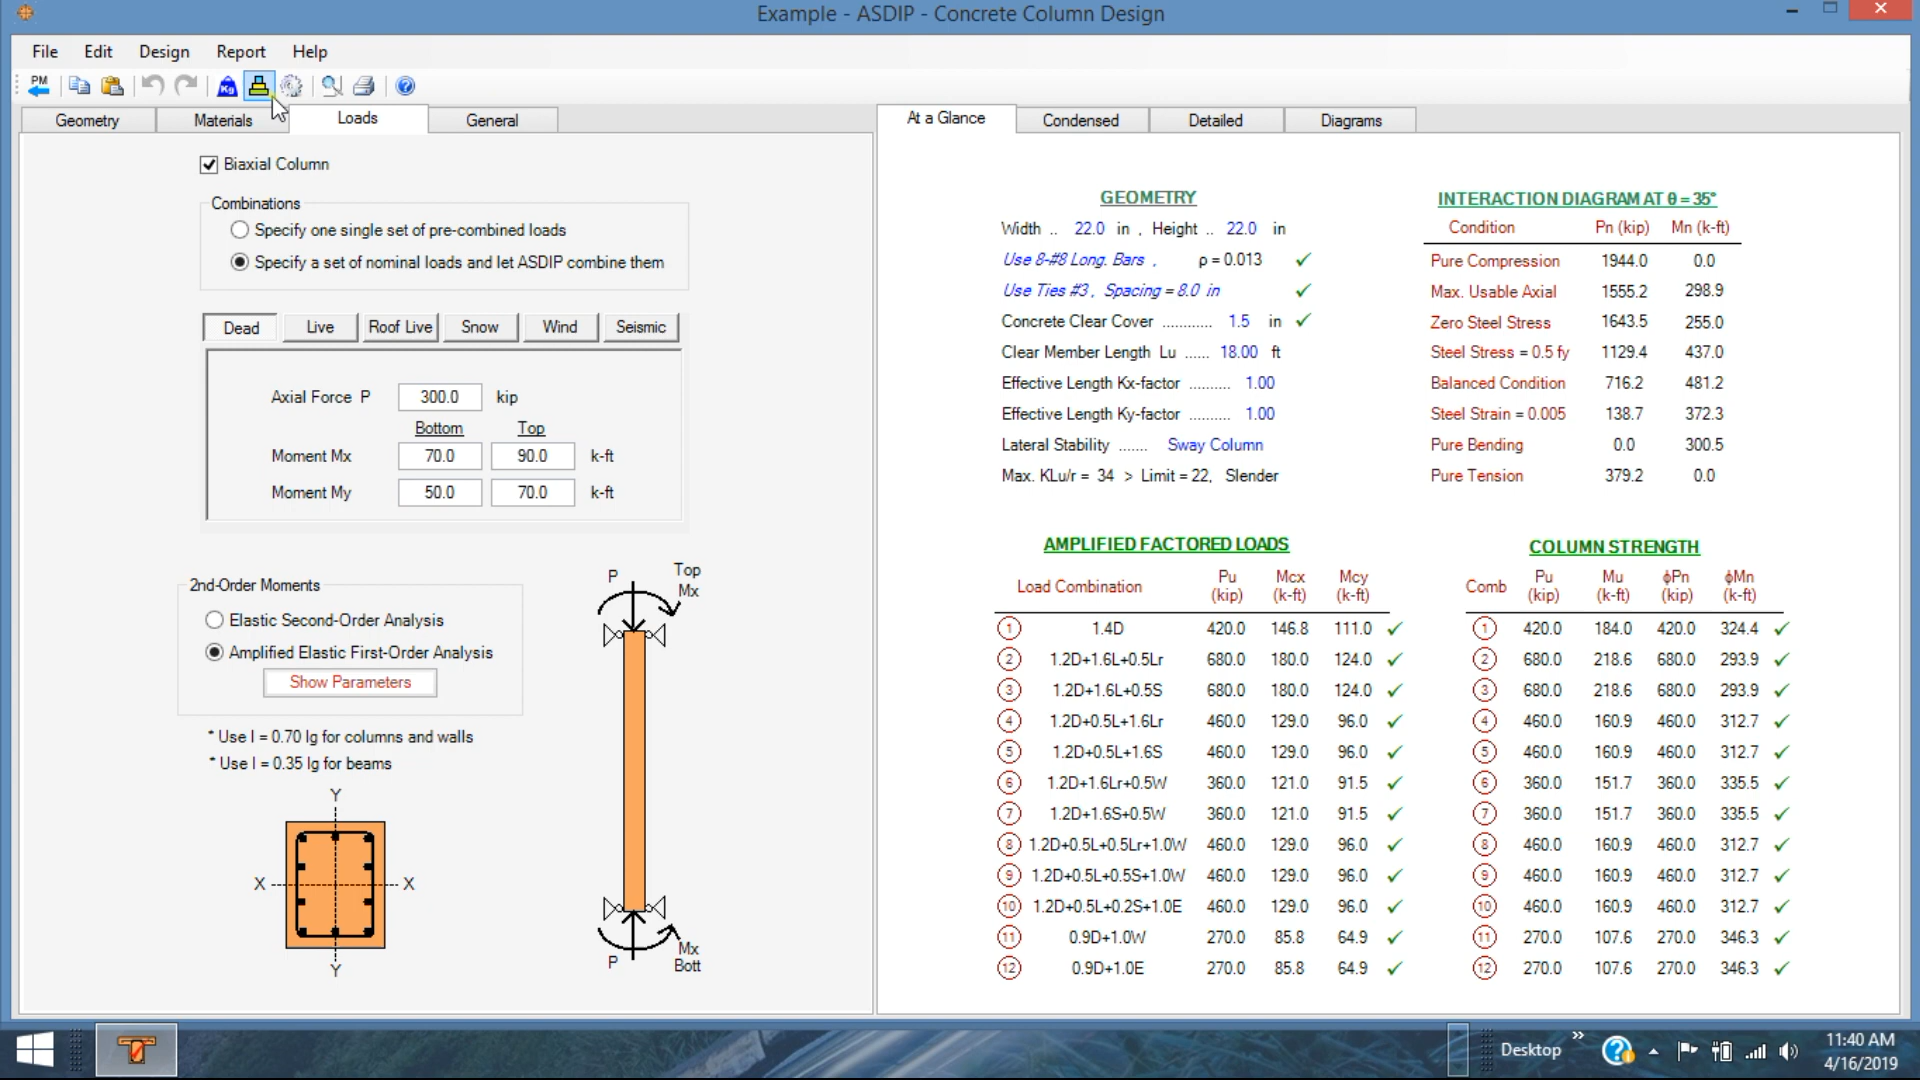 Example - ASDIP - Concrete Column Design
File Edit Design Report Help
PM Kg ?
Geometry Materials Loads General
Biaxial Column
Combinations
Specify one single set of pre-combined loads
Specify a set of nominal loads and let ASDIP combine them
Dead Live Roof Live Snow Wind Seismic
Axial Force P 300.0 kip
Bottom Top
Moment Mx 70.0 90.0 k-ft
Moment My 50.0 70.0 k-ft
2nd-Order Moments
Elastic Second-Order Analysis
Amplified Elastic First-Order Analysis
Show Parameters
* Use I = 0.70 Ig for columns and walls
* Use I = 0.35 Ig for beams
Y
X X
Y
P Top
Mx
Mx
P Bott
At a Glance Condensed Detailed Diagrams
GEOMETRY
Width .. 22.0 in , Height .. 22.0 in
Use 8-#8 Long. Bars , ρ = 0.013 ✓
Use Ties #3 , Spacing = 8.0 in ✓
Concrete Clear Cover ............ 1.5 in ✓
Clear Member Length Lu ...... 18.00 ft
Effective Length Kx-factor .......... 1.00
Effective Length Ky-factor .......... 1.00
Lateral Stability ....... Sway Column
Max. KLu/r = 34 > Limit = 22, Slender
INTERACTION DIAGRAM AT θ = 35°
Condition Pn (kip) Mn (k-ft)
Pure Compression 1944.0 0.0
Max. Usable Axial 1555.2 298.9
Zero Steel Stress 1643.5 255.0
Steel Stress = 0.5 fy 1129.4 437.0
Balanced Condition 716.2 481.2
Steel Strain = 0.005 138.7 372.3
Pure Bending 0.0 300.5
Pure Tension 379.2 0.0
AMPLIFIED FACTORED LOADS
Load Combination Pu (kip) Mcx (k-ft) Mcy (k-ft)
1 1.4D 420.0 146.8 111.0 ✓
2 1.2D+1.6L+0.5Lr 680.0 180.0 124.0 ✓
3 1.2D+1.6L+0.5S 680.0 180.0 124.0 ✓
4 1.2D+0.5L+1.6Lr 460.0 129.0 96.0 ✓
5 1.2D+0.5L+1.6S 460.0 129.0 96.0 ✓
6 1.2D+1.6Lr+0.5W 360.0 121.0 91.5 ✓
7 1.2D+1.6S+0.5W 360.0 121.0 91.5 ✓
8 1.2D+0.5L+0.5Lr+1.0W 460.0 129.0 96.0 ✓
9 1.2D+0.5L+0.5S+1.0W 460.0 129.0 96.0 ✓
10 1.2D+0.5L+0.2S+1.0E 460.0 129.0 96.0 ✓
11 0.9D+1.0W 270.0 85.8 64.9 ✓
12 0.9D+1.0E 270.0 85.8 64.9 ✓
COLUMN STRENGTH
Comb Pu (kip) Mu (k-ft) ϕPn (kip) ϕMn (k-ft)
1 420.0 184.0 420.0 324.4 ✓
2 680.0 218.6 680.0 293.9 ✓
3 680.0 218.6 680.0 293.9 ✓
4 460.0 160.9 460.0 312.7 ✓
5 460.0 160.9 460.0 312.7 ✓
6 360.0 151.7 360.0 335.5 ✓
7 360.0 151.7 360.0 335.5 ✓
8 460.0 160.9 460.0 312.7 ✓
9 460.0 160.9 460.0 312.7 ✓
10 460.0 160.9 460.0 312.7 ✓
11 270.0 107.6 270.0 346.3 ✓
12 270.0 107.6 270.0 346.3 ✓
Desktop » ? 11:40 AM
4/16/2019